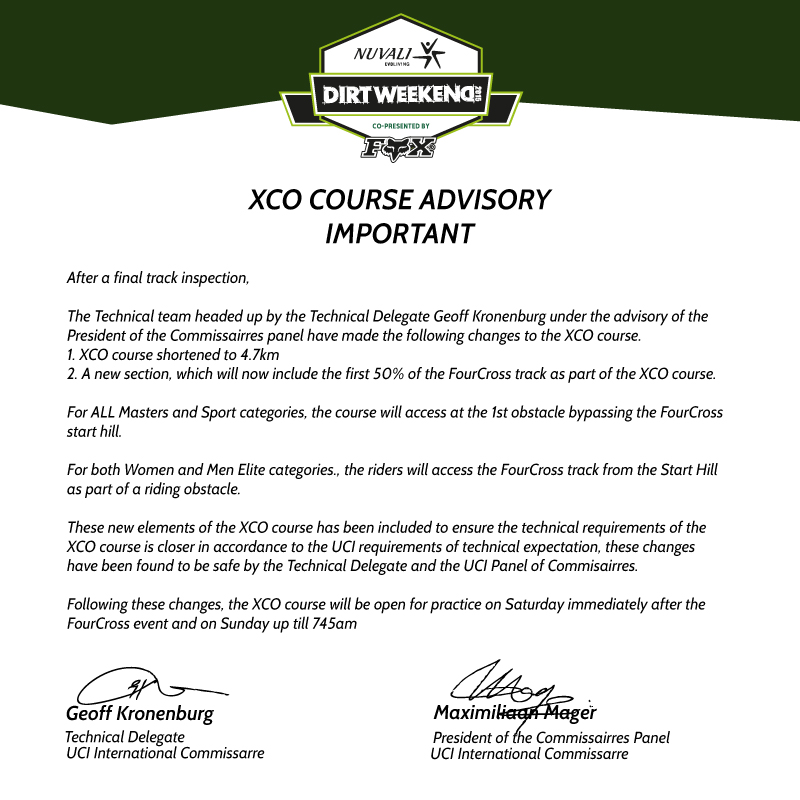 NUVALI
EVOLIVING
DIRT WEEKEND 2016
CO-PRESENTED BY
FOX
XCO COURSE ADVISORY
IMPORTANT
After a final track inspection,
The Technical team headed up by the Technical Delegate Geoff Kronenburg under the advisory of the
President of the Commissairres panel have made the following changes to the XCO course.
1. XCO course shortened to 4.7km
2. A new section, which will now include the first 50% of the FourCross track as part of the XCO course.
For ALL Masters and Sport categories, the course will access at the 1st obstacle bypassing the FourCross
start hill.
For both Women and Men Elite categories., the riders will access the FourCross track from the Start Hill
as part of a riding obstacle.
These new elements of the XCO course has been included to ensure the technical requirements of the
XCO course is closer in accordance to the UCI requirements of technical expectation, these changes
have been found to be safe by the Technical Delegate and the UCI Panel of Commisairres.
Following these changes, the XCO course will be open for practice on Saturday immediately after the
FourCross event and on Sunday up till 745am
Geoff Kronenburg
Technical Delegate
UCI International Commissarre
Maximiliaan Mager
President of the Commissairres Panel
UCI International Commissarre